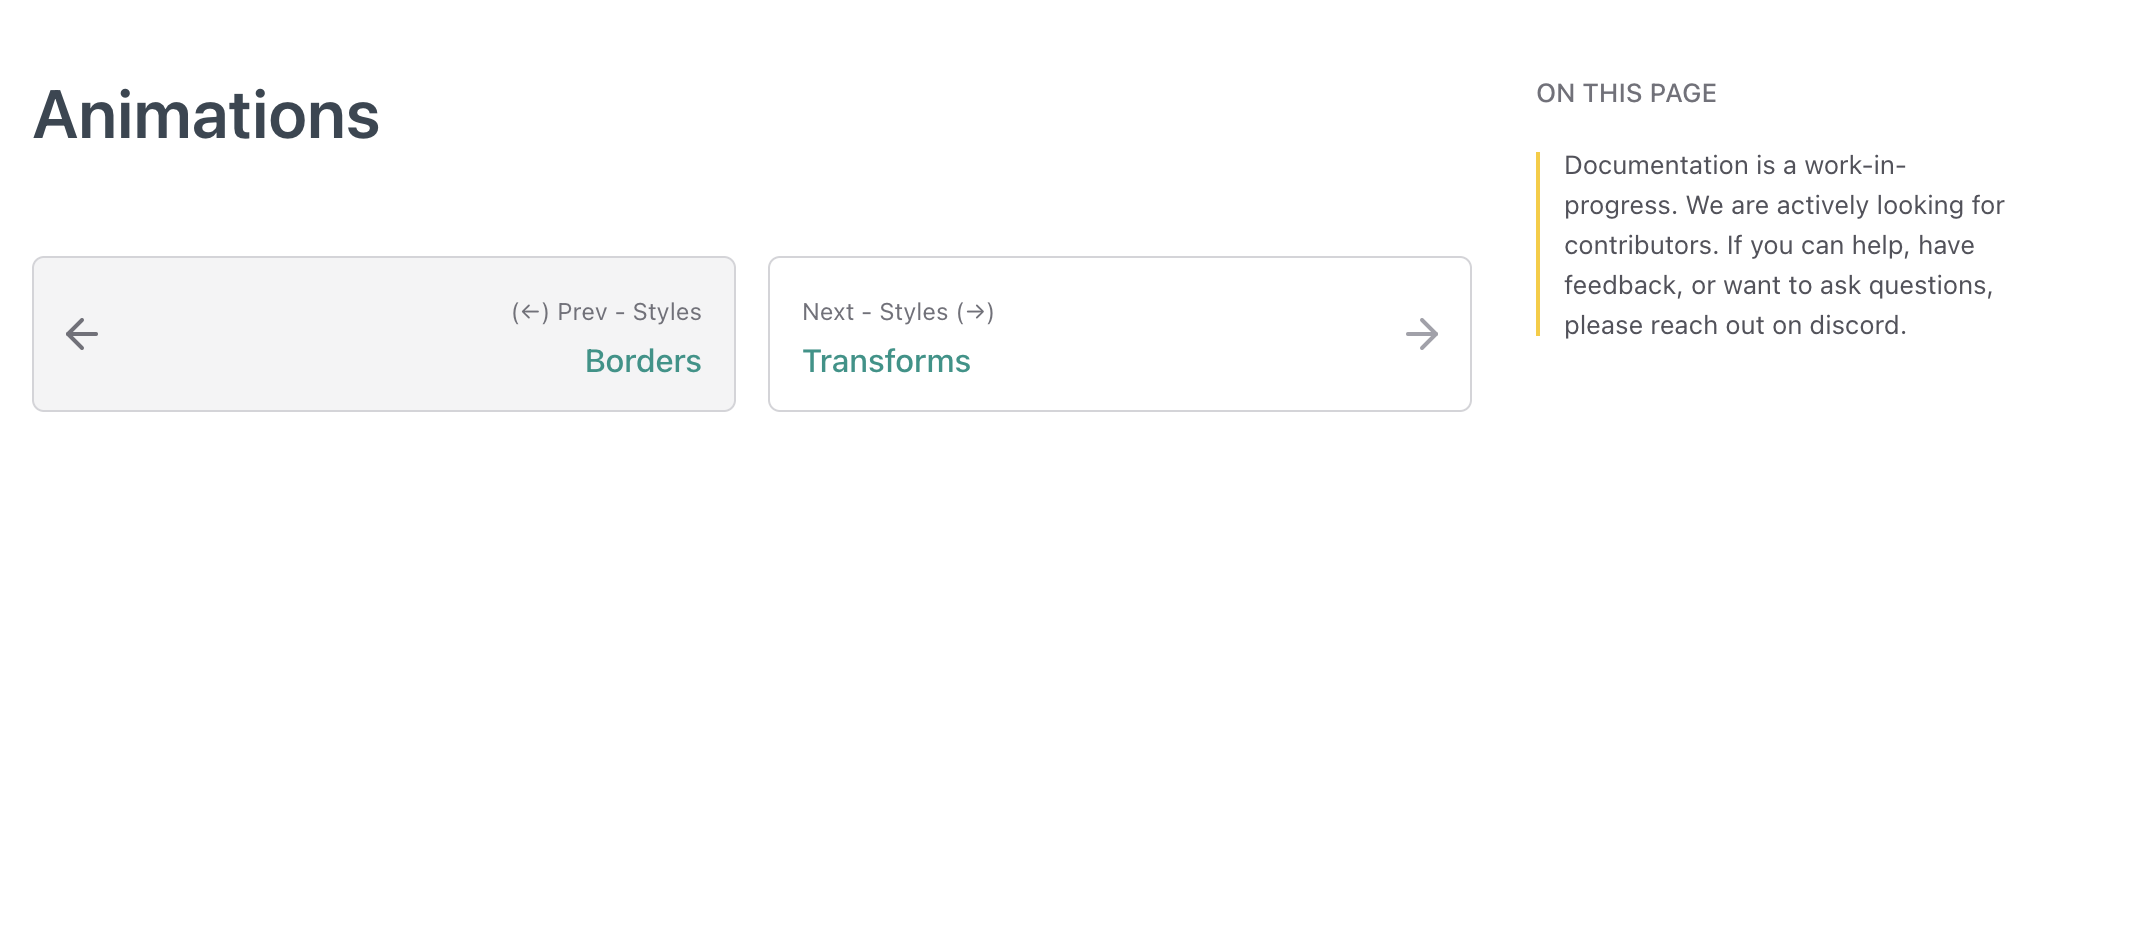 Animations
(←) Prev - Styles
Borders
Next - Styles (→)
Transforms
ON THIS PAGE
Documentation is a work-in-
progress. We are actively looking for
contributors. If you can help, have
feedback, or want to ask questions,
please reach out on discord.